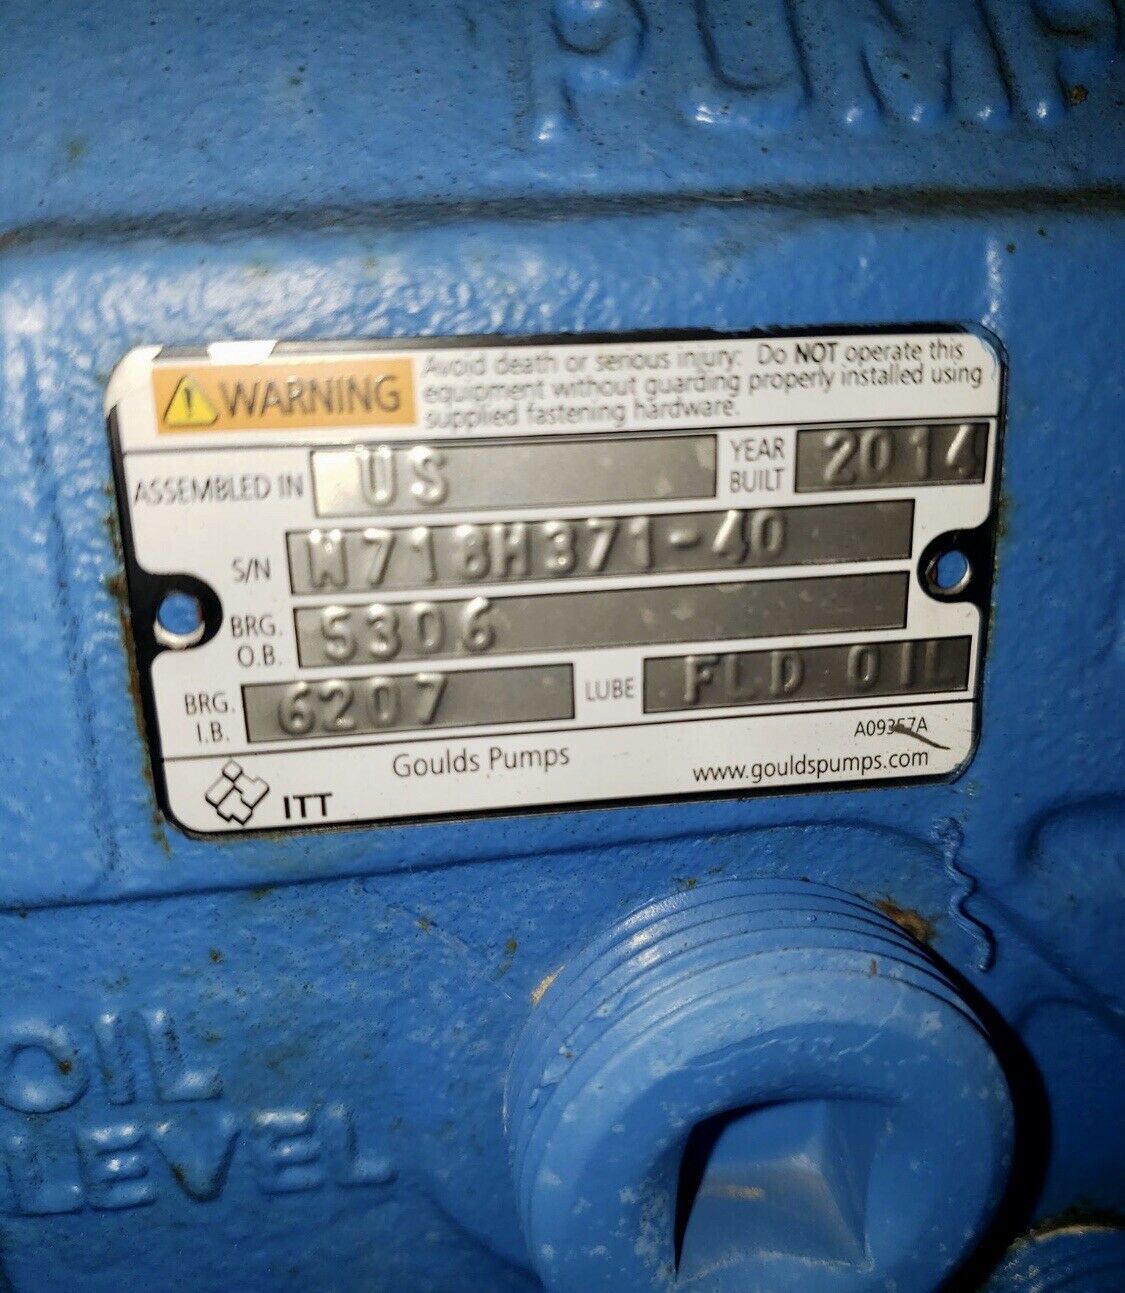 PUMP
WARNING
Avoid death or serious injury: Do NOT operate this
equipment without guarding properly installed using
supplied fastening hardware.
ASSEMBLED IN US YEAR BUILT 2014
S/N W718H371-40
BRG. O.B. 5306
BRG. I.B. 6207 LUBE FLD OIL
A09357A
Goulds Pumps
www.gouldspumps.com
ITT
OIL
LEVEL